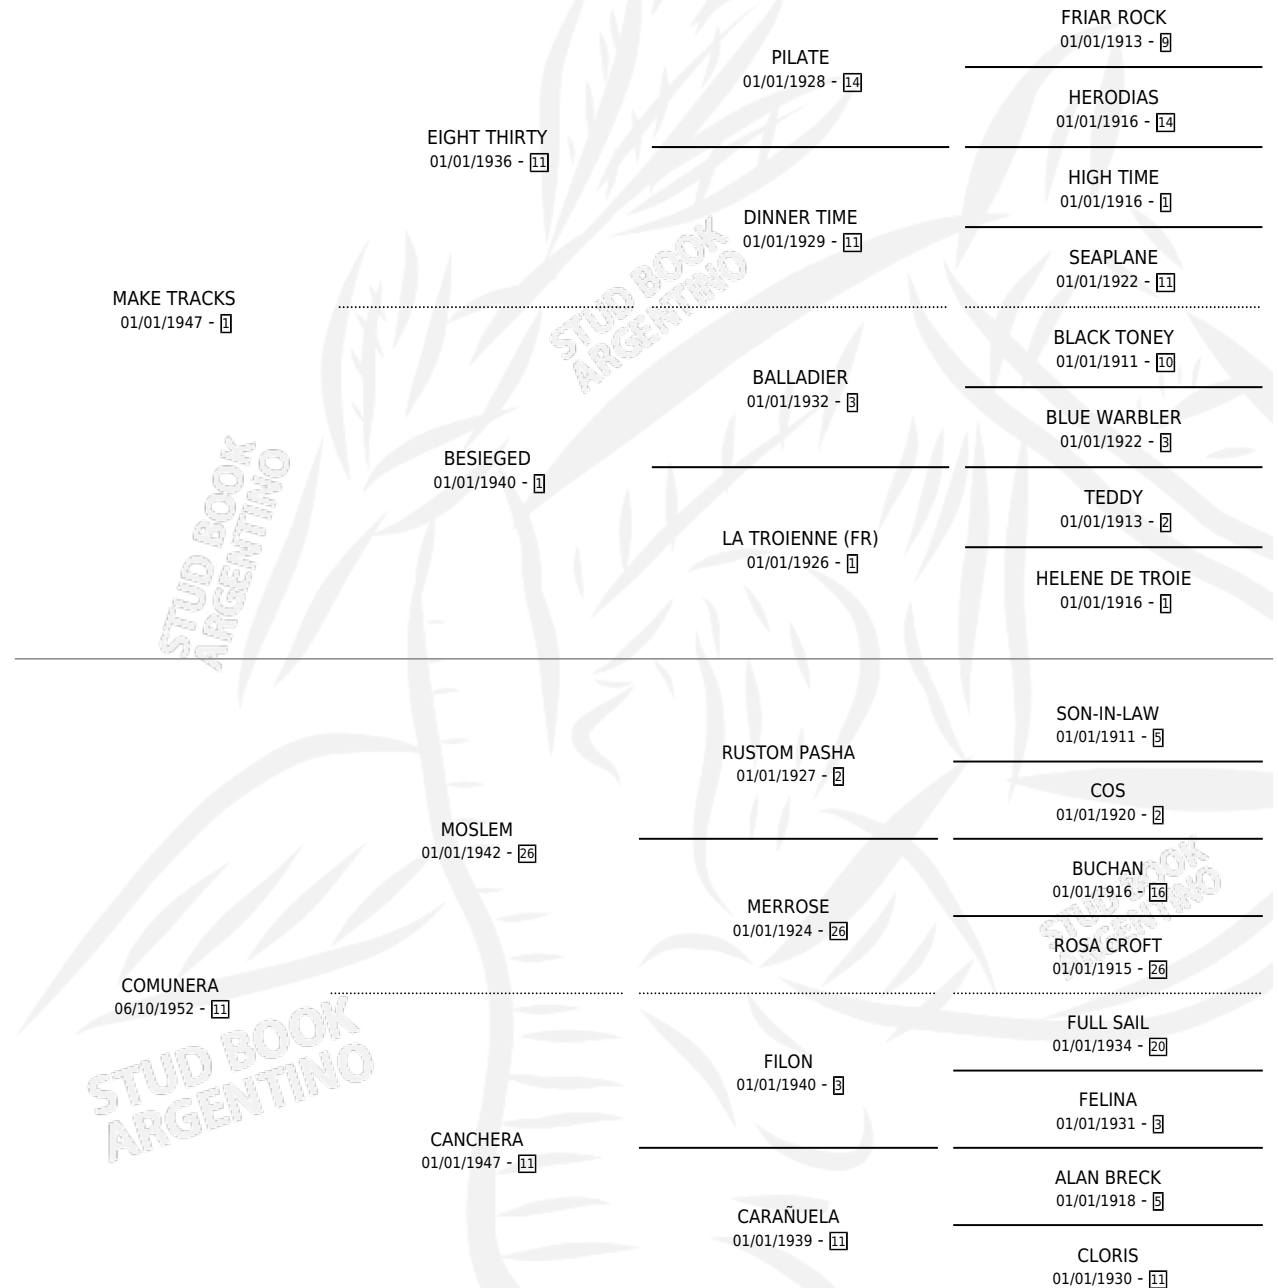 FRIAR ROCK
01/01/1913 - 9
PILATE
01/01/1928 - 14
HERODIAS
01/01/1916 - 14
EIGHT THIRTY
01/01/1936 - 11
HIGH TIME
01/01/1916 - 1
DINNER TIME
01/01/1929 - 11
SEAPLANE
01/01/1922 - 11
MAKE TRACKS
01/01/1947 - 1
BLACK TONEY
01/01/1911 - 10
BALLADIER
01/01/1932 - 3
BLUE WARBLER
01/01/1922 - 3
BESIEGED
01/01/1940 - 1
TEDDY
01/01/1913 - 2
LA TROIENNE (FR)
01/01/1926 - 1
HELENE DE TROIE
01/01/1916 - 1
SON-IN-LAW
01/01/1911 - 5
RUSTOM PASHA
01/01/1927 - 2
COS
01/01/1920 - 2
MOSLEM
01/01/1942 - 26
BUCHAN
01/01/1916 - 16
MERROSE
01/01/1924 - 26
ROSA CROFT
01/01/1915 - 26
COMUNERA
06/10/1952 - 11
FULL SAIL
01/01/1934 - 20
FILON
01/01/1940 - 3
FELINA
01/01/1931 - 3
CANCHERA
01/01/1947 - 11
ALAN BRECK
01/01/1918 - 5
CARAÑUELA
01/01/1939 - 11
CLORIS
01/01/1930 - 11
STUD BOOK
ARGENTINO
STUD BOOK
ARGENTINO
STUD BOOK
ARGENTINO
STUD BOOK
ARGENTINO